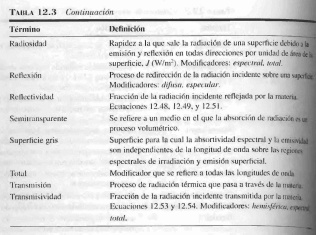 TABLA 12.3 Continuación
Término Definición
Radiosidad Rapidez a la que sale la radiación de una superficie debido a la
emisión y reflexión en todas direcciones por unidad de área de la
superficie, J (W/m²). Modificadores: espectral, total.
Reflexión Proceso de redirección de la radiación incidente sobre una superficie
Modificadores: difusa, especular.
Reflectividad Fracción de la radiación incidente reflejada por la materia.
Ecuaciones 12.48, 12.49, y 12.51.
Semitransparente Se refiere a un medio en el que la absorción de radiación es un
proceso volumétrico.
Superficie gris Superficie para la cual la absortividad espectral y la emisividad
son independientes de la longitud de onda sobre las regiones
espectrales de irradiación y emisión superficial.
Total Modificador que se refiere a todas las longitudes de onda.
Transmisión Proceso de radiación térmica que pasa a través de la materia.
Transmisividad Fracción de la radiación incidente transmitida por la materia.
Ecuaciones 12.53 y 12.54. Modificadores: hemisférica, espectral
total.